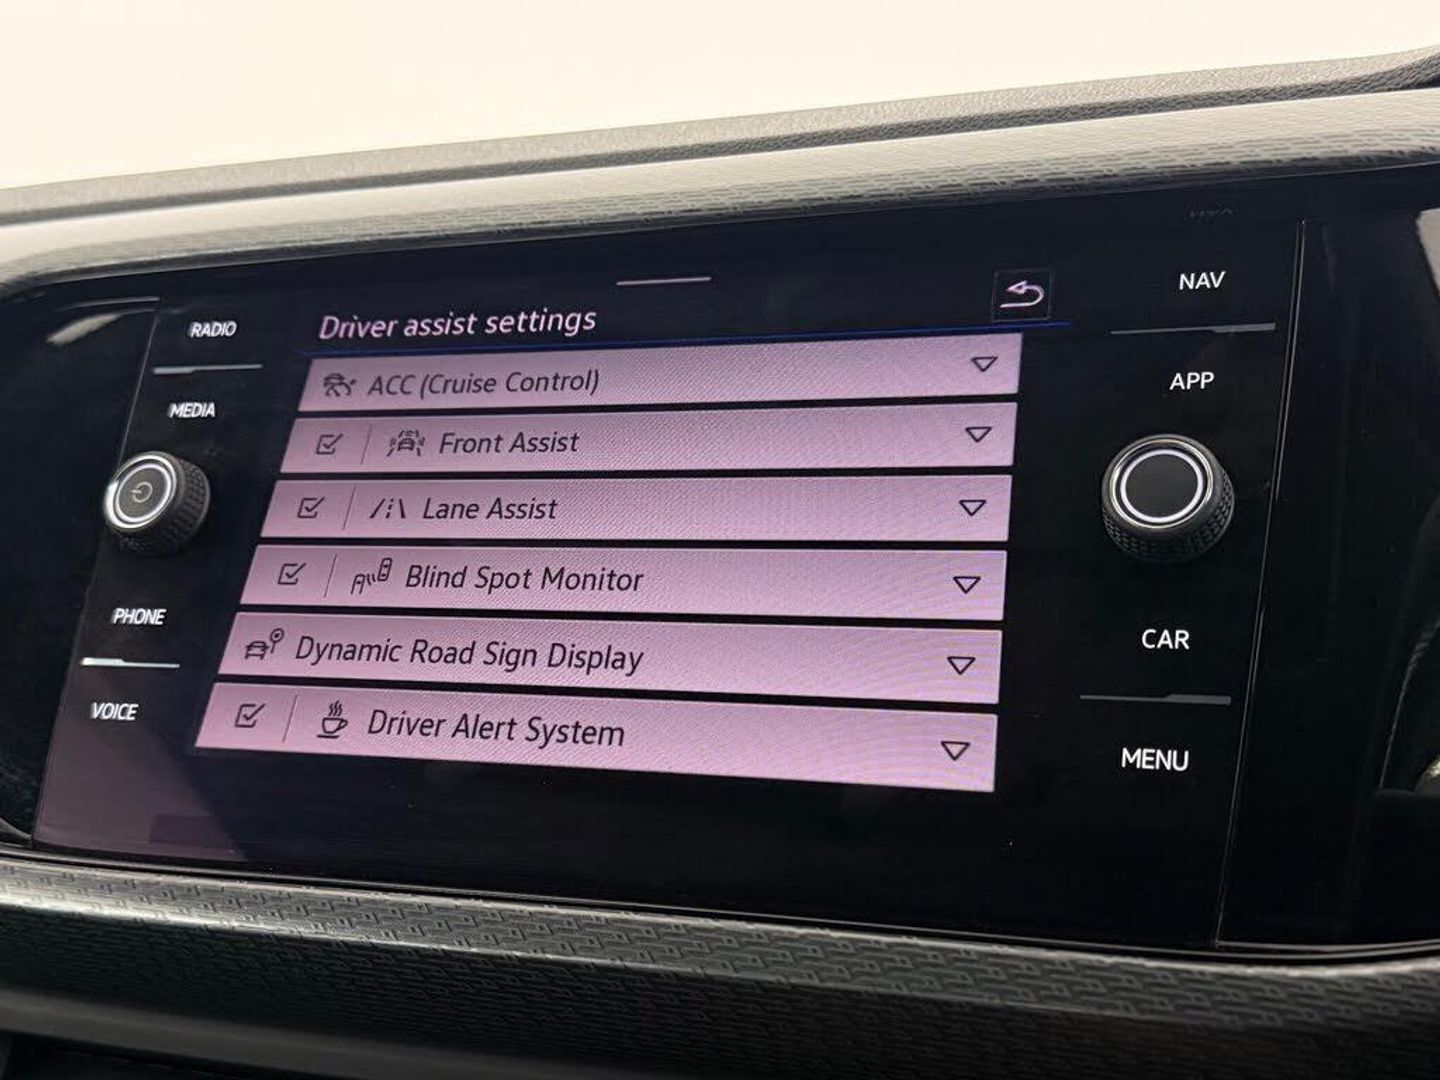 Driver assist settings
ACC (Cruise Control)
Front Assist
Lane Assist
Blind Spot Monitor
Dynamic Road Sign Display
Driver Alert System
RADIO
MEDIA
PHONE
VOICE
NAV
APP
CAR
MENU